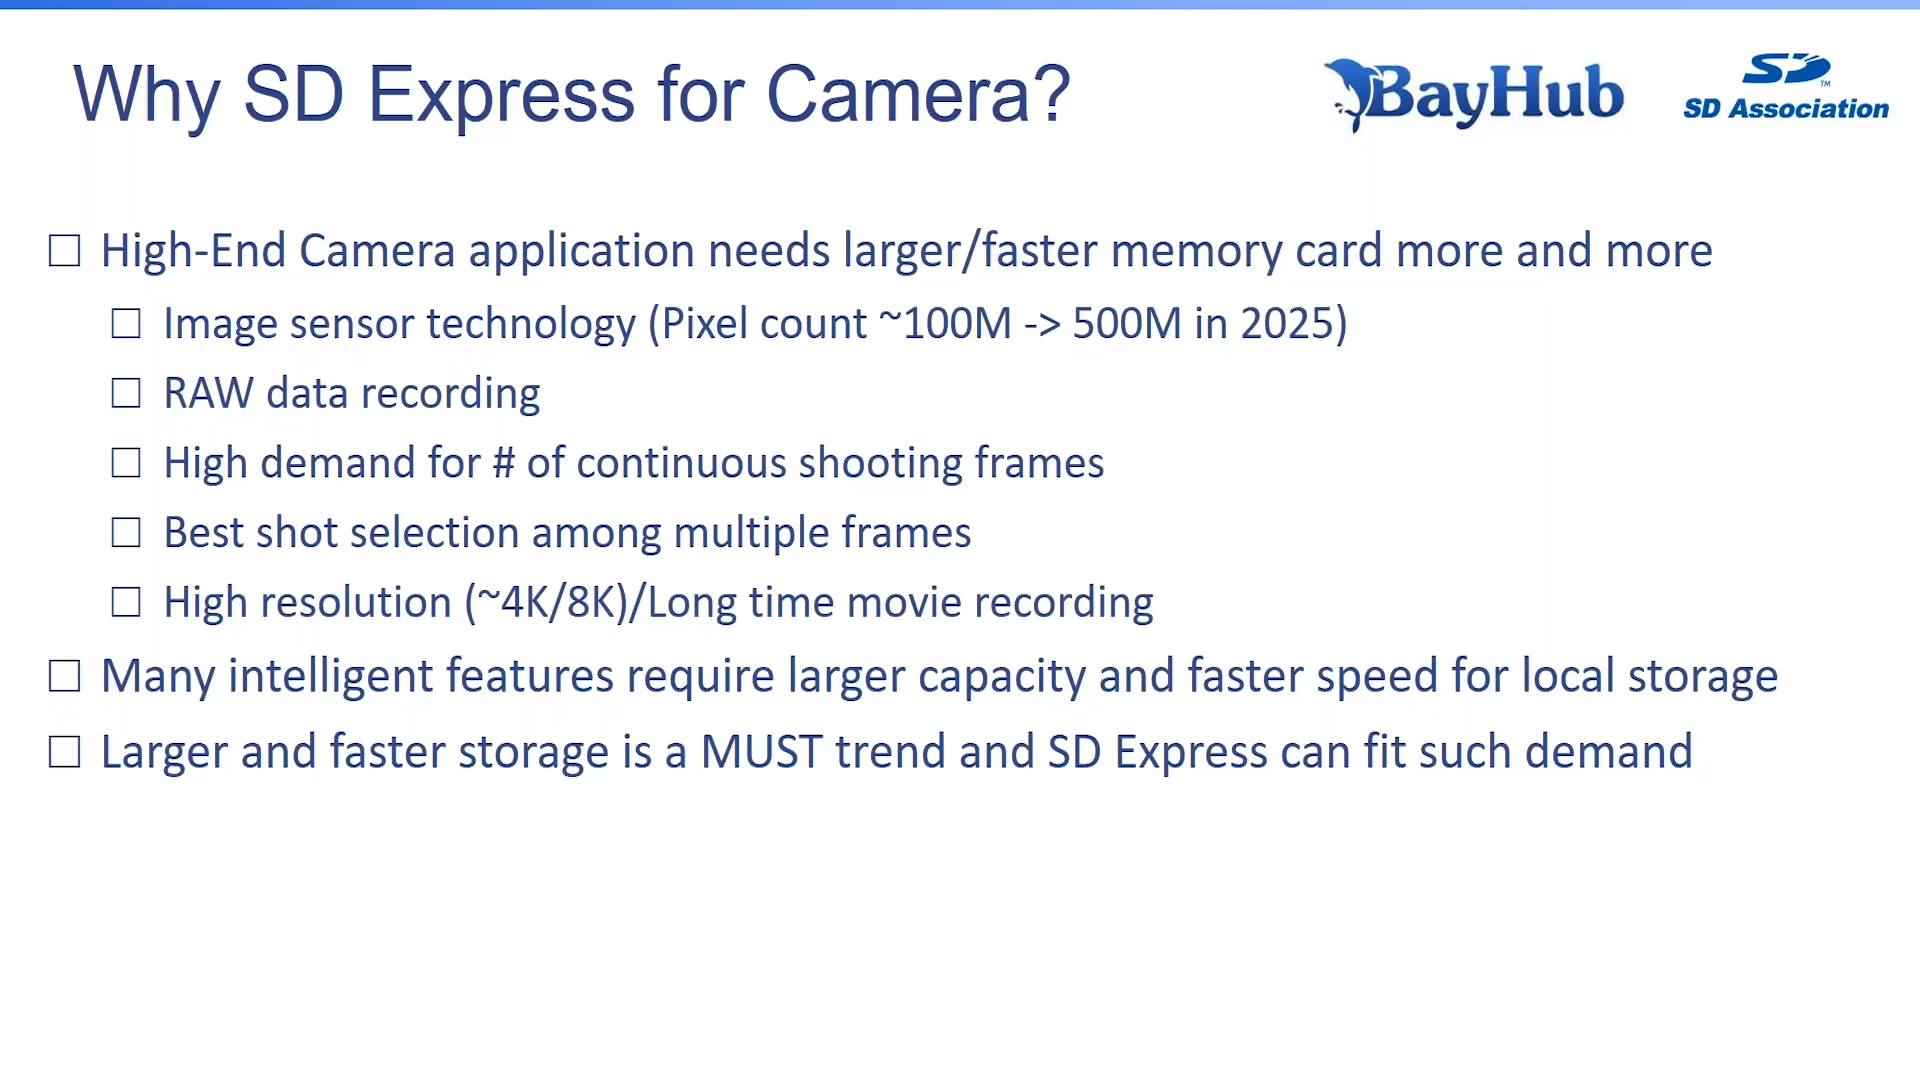 Why SD Express for Camera?
BayHub
SD™
SD Association
High-End Camera application needs larger/faster memory card more and more
Image sensor technology (Pixel count ~100M -> 500M in 2025)
RAW data recording
High demand for # of continuous shooting frames
Best shot selection among multiple frames
High resolution (~4K/8K)/Long time movie recording
Many intelligent features require larger capacity and faster speed for local storage
Larger and faster storage is a MUST trend and SD Express can fit such demand